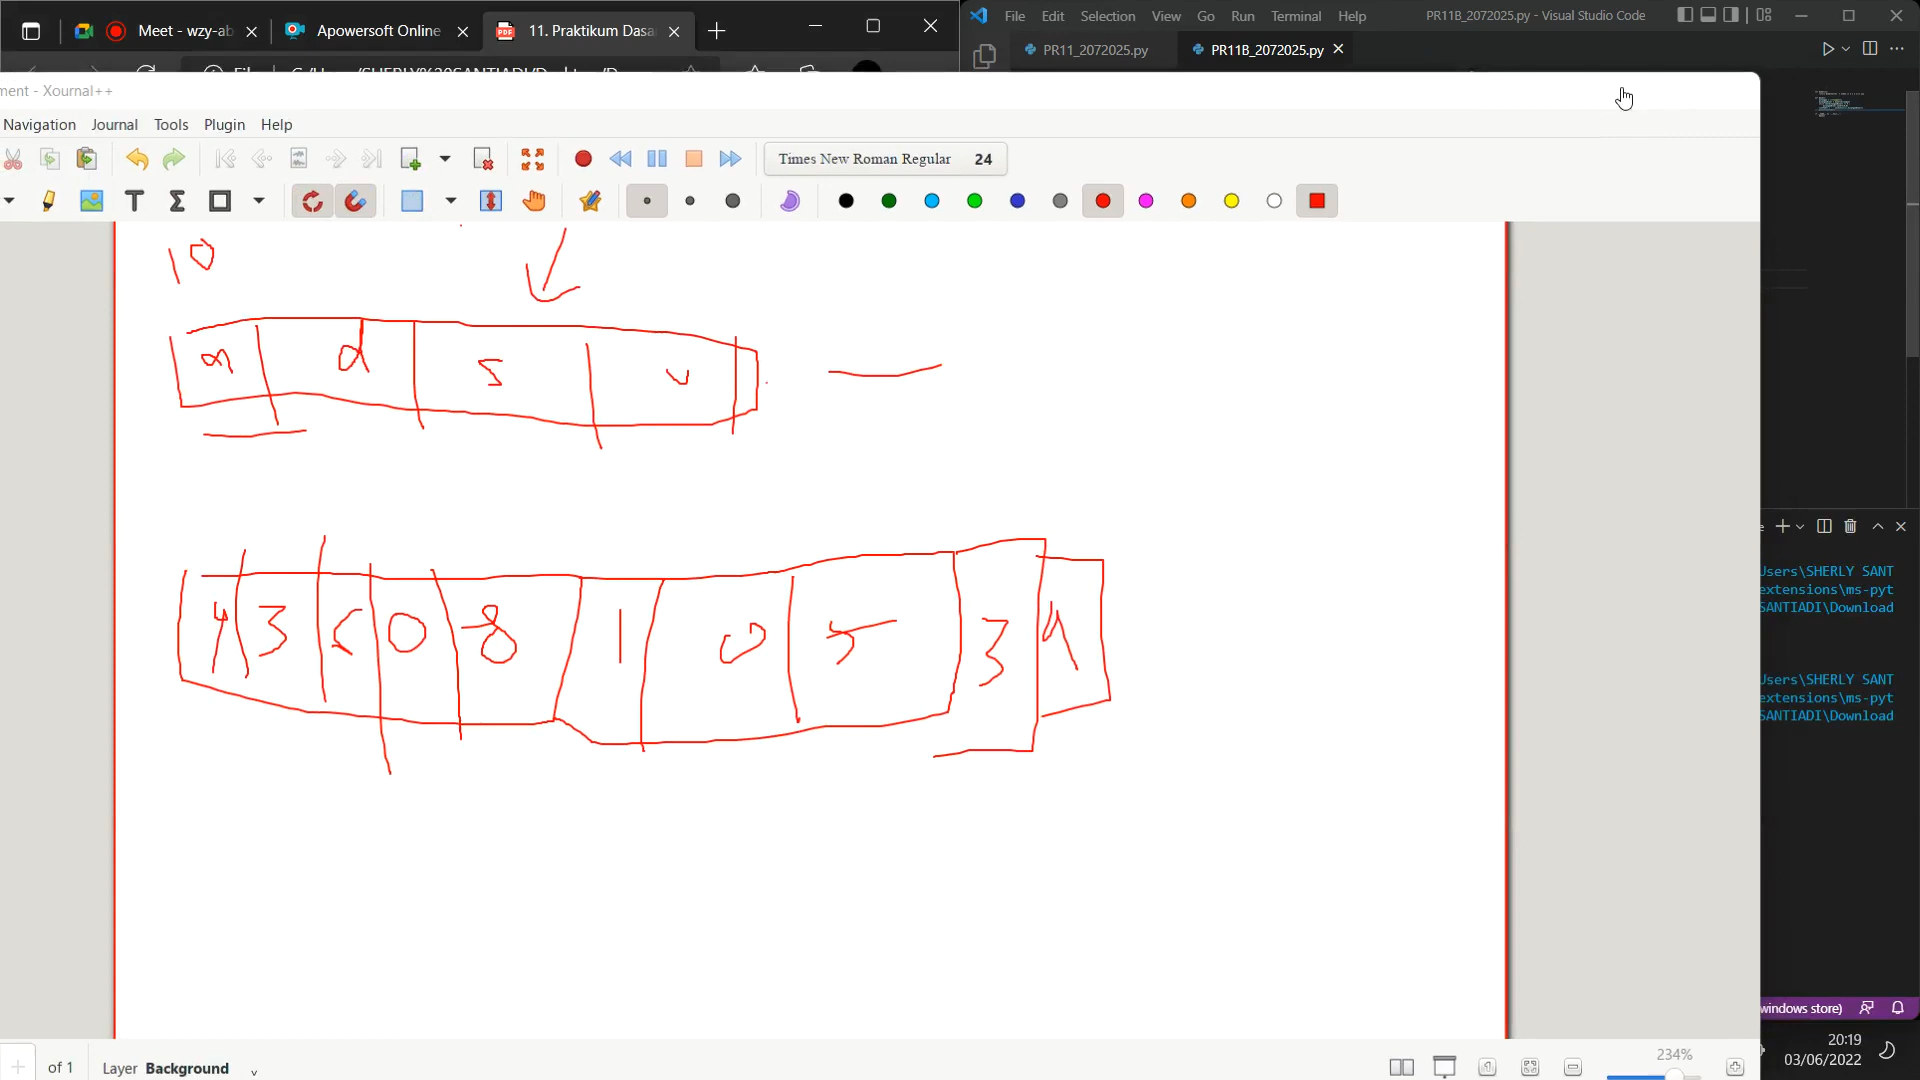 Meet - wzy-ab
Apowersoft Online
11. Praktikum Dasa
File Edit Selection View Go Run Terminal Help
PR11B_2072025.py - Visual Studio Code
PR11_2072025.py
PR11B_2072025.py
ment - Xournal++
Navigation Journal Tools Plugin Help
Times New Roman Regular 24
10
d s v
4 3 5 0 8 1 0 5 3
Users\SHERLY SANT
extensions\ms-pyt
SANTIADI\Download
Users\SHERLY SANT
extensions\ms-pyt
SANTIADI\Download
windows store)
20:19
03/06/2022
of 1 Layer Background
234%